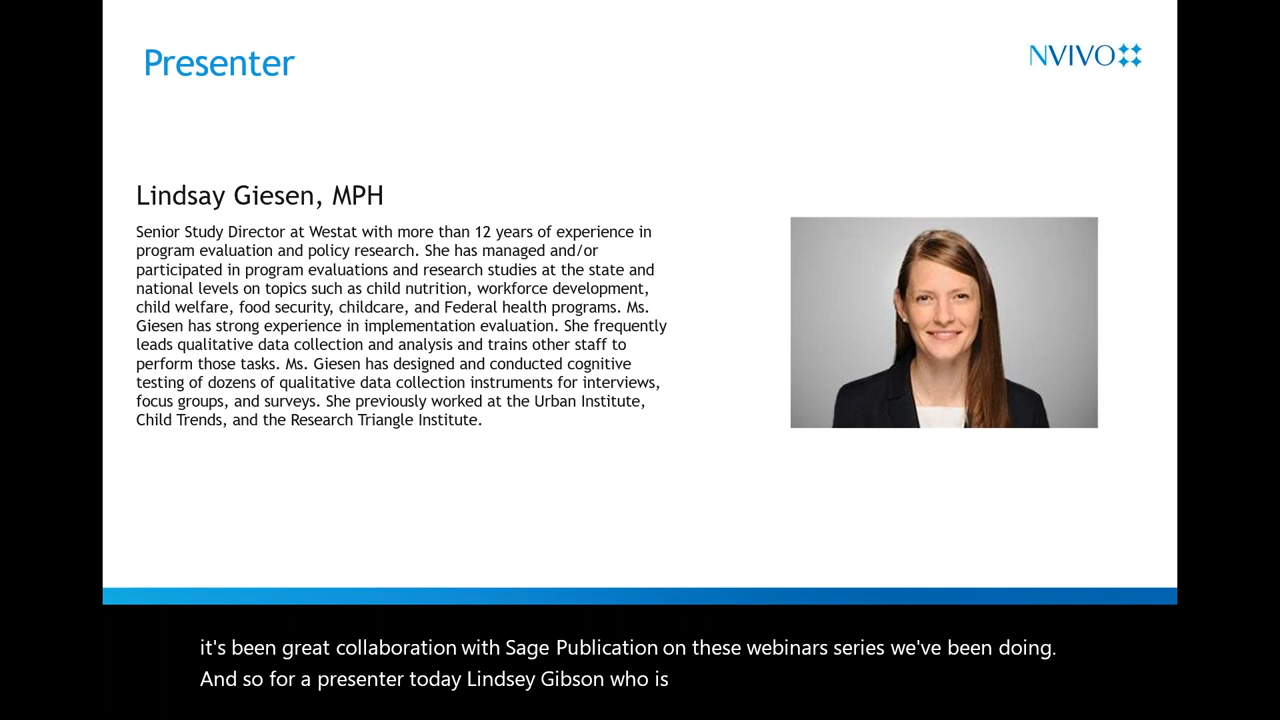 Presenter
NVIVO
Lindsay Giesen, MPH
Senior Study Director at Westat with more than 12 years of experience in
program evaluation and policy research. She has managed and/or
participated in program evaluations and research studies at the state and
national levels on topics such as child nutrition, workforce development,
child welfare, food security, childcare, and Federal health programs. Ms.
Giesen has strong experience in implementation evaluation. She frequently
leads qualitative data collection and analysis and trains other staff to
perform those tasks. Ms. Giesen has designed and conducted cognitive
testing of dozens of qualitative data collection instruments for interviews,
focus groups, and surveys. She previously worked at the Urban Institute,
Child Trends, and the Research Triangle Institute.
it's been great collaboration with Sage Publication on these webinars series we've been doing.
And so for a presenter today Lindsey Gibson who is